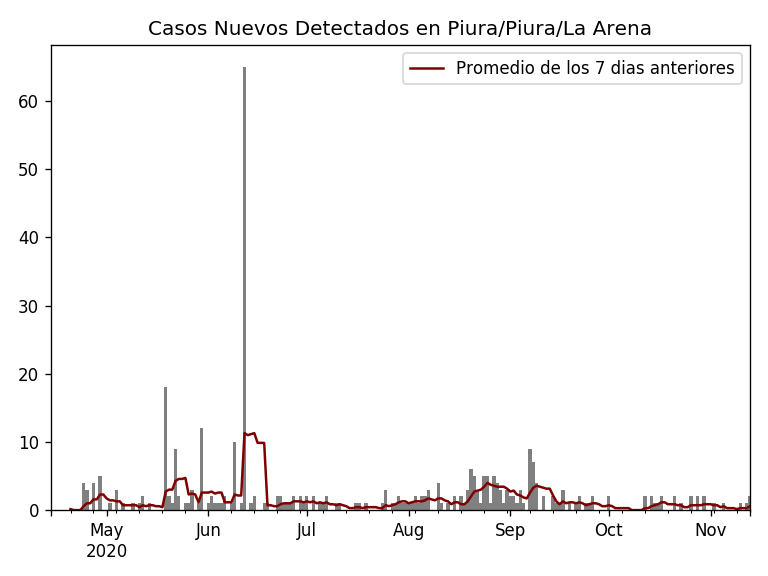 Casos Nuevos Detectados en Piura/Piura/La Arena
Promedio de los 7 dias anteriores
60
50
40
30
20
10
0
May Jun Jul Aug Sep Oct Nov
2020